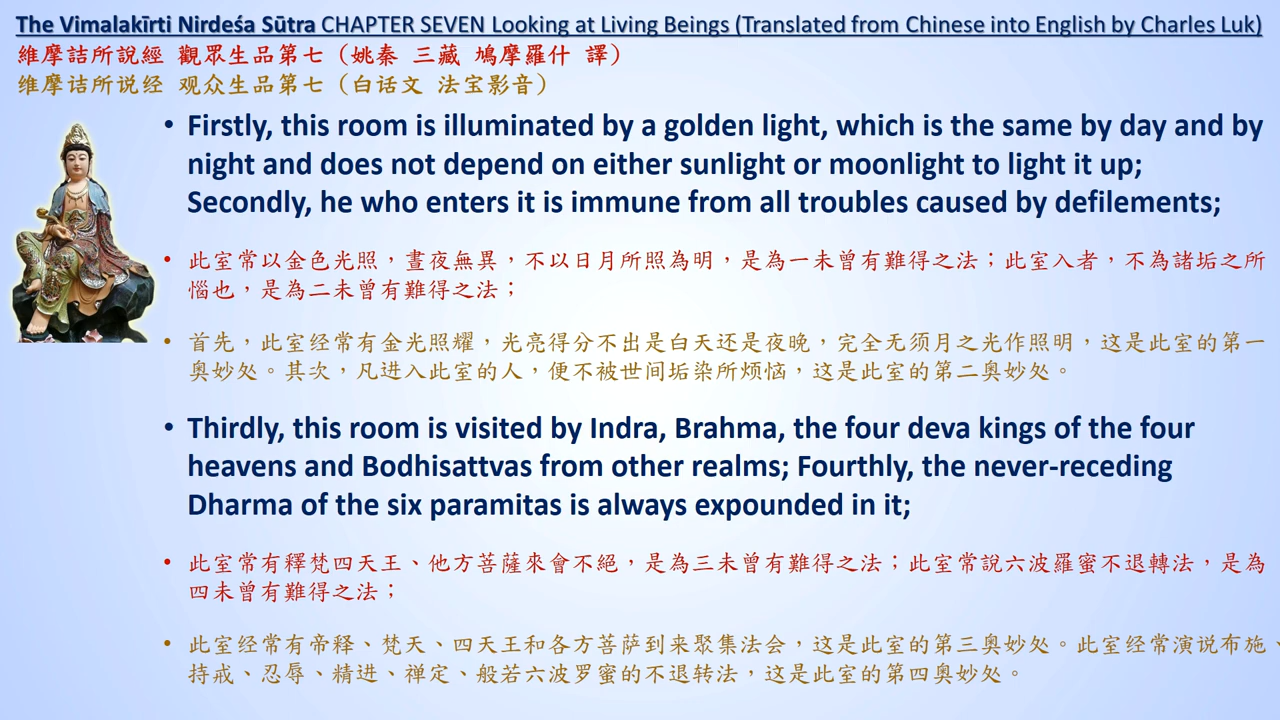 The Vimalakīrti Nirdeśa Sūtra CHAPTER SEVEN Looking at Living Beings (Translated from Chinese into English by Charles Luk)
維摩詰所說經 觀眾生品第七（姚秦 三藏 鳩摩羅什 譯）
维摩诘所说经 观众生品第七（白话文 法宝影音）
• Firstly, this room is illuminated by a golden light, which is the same by day and by
night and does not depend on either sunlight or moonlight to light it up;
Secondly, he who enters it is immune from all troubles caused by defilements;
• 此室常以金色光照，晝夜無異，不以日月所照為明，是為一未曾有難得之法；此室入者，不為諸垢之所
惱也，是為二未曾有難得之法；
• 首先，此室经常有金光照耀，光亮得分不出是白天还是夜晚，完全无须月之光作照明，这是此室的第一
奥妙处。其次，凡进入此室的人，便不被世间垢染所烦恼，这是此室的第二奥妙处。
• Thirdly, this room is visited by Indra, Brahma, the four deva kings of the four
heavens and Bodhisattvas from other realms; Fourthly, the never-receding
Dharma of the six paramitas is always expounded in it;
• 此室常有釋梵四天王、他方菩薩來會不絕，是為三未曾有難得之法；此室常說六波羅蜜不退轉法，是為
四未曾有難得之法；
• 此室经常有帝释、梵天、四天王和各方菩萨到来聚集法会，这是此室的第三奥妙处。此室经常演说布施、
持戒、忍辱、精进、禅定、般若六波罗蜜的不退转法，这是此室的第四奥妙处。